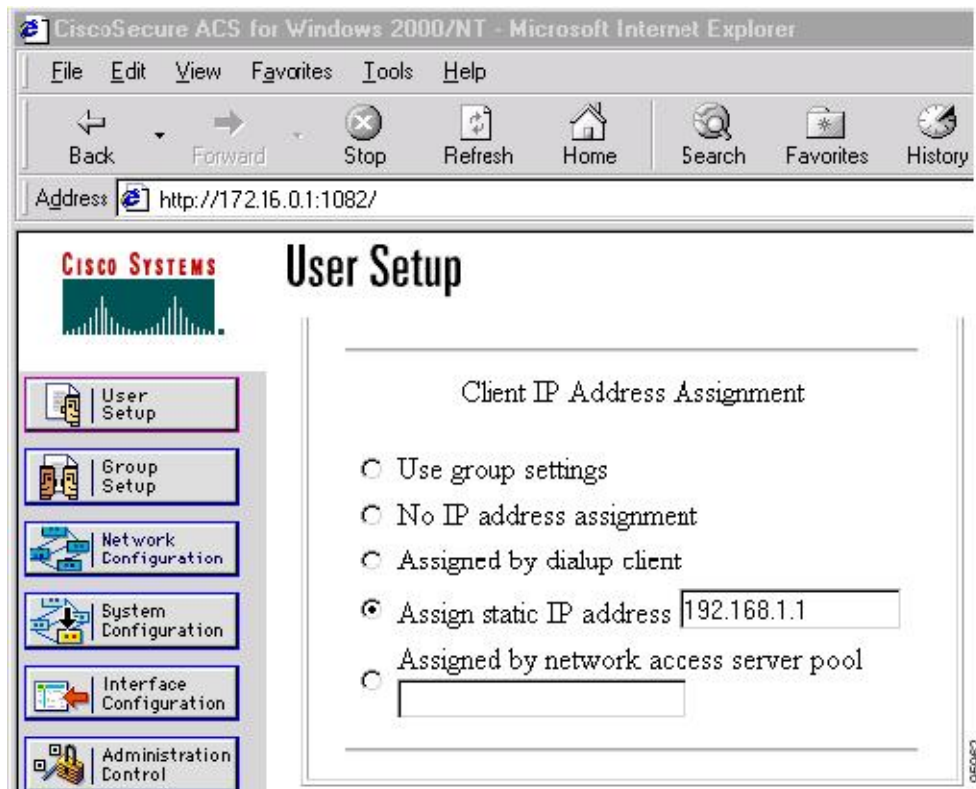 CiscoSecure ACS for Windows 2000/NT - Microsoft Internet Explorer
File Edit View Favorites Tools Help
Back Forward Stop Refresh Home Search Favorites History
Address http://172.16.0.1:1082/
CISCO SYSTEMS
User Setup
User
Setup
Group
Setup
Network
Configuration
System
Configuration
Interface
Configuration
Administration
Control
Client IP Address Assignment
Use group settings
No IP address assignment
Assigned by dialup client
Assign static IP address 192.168.1.1
Assigned by network access server pool